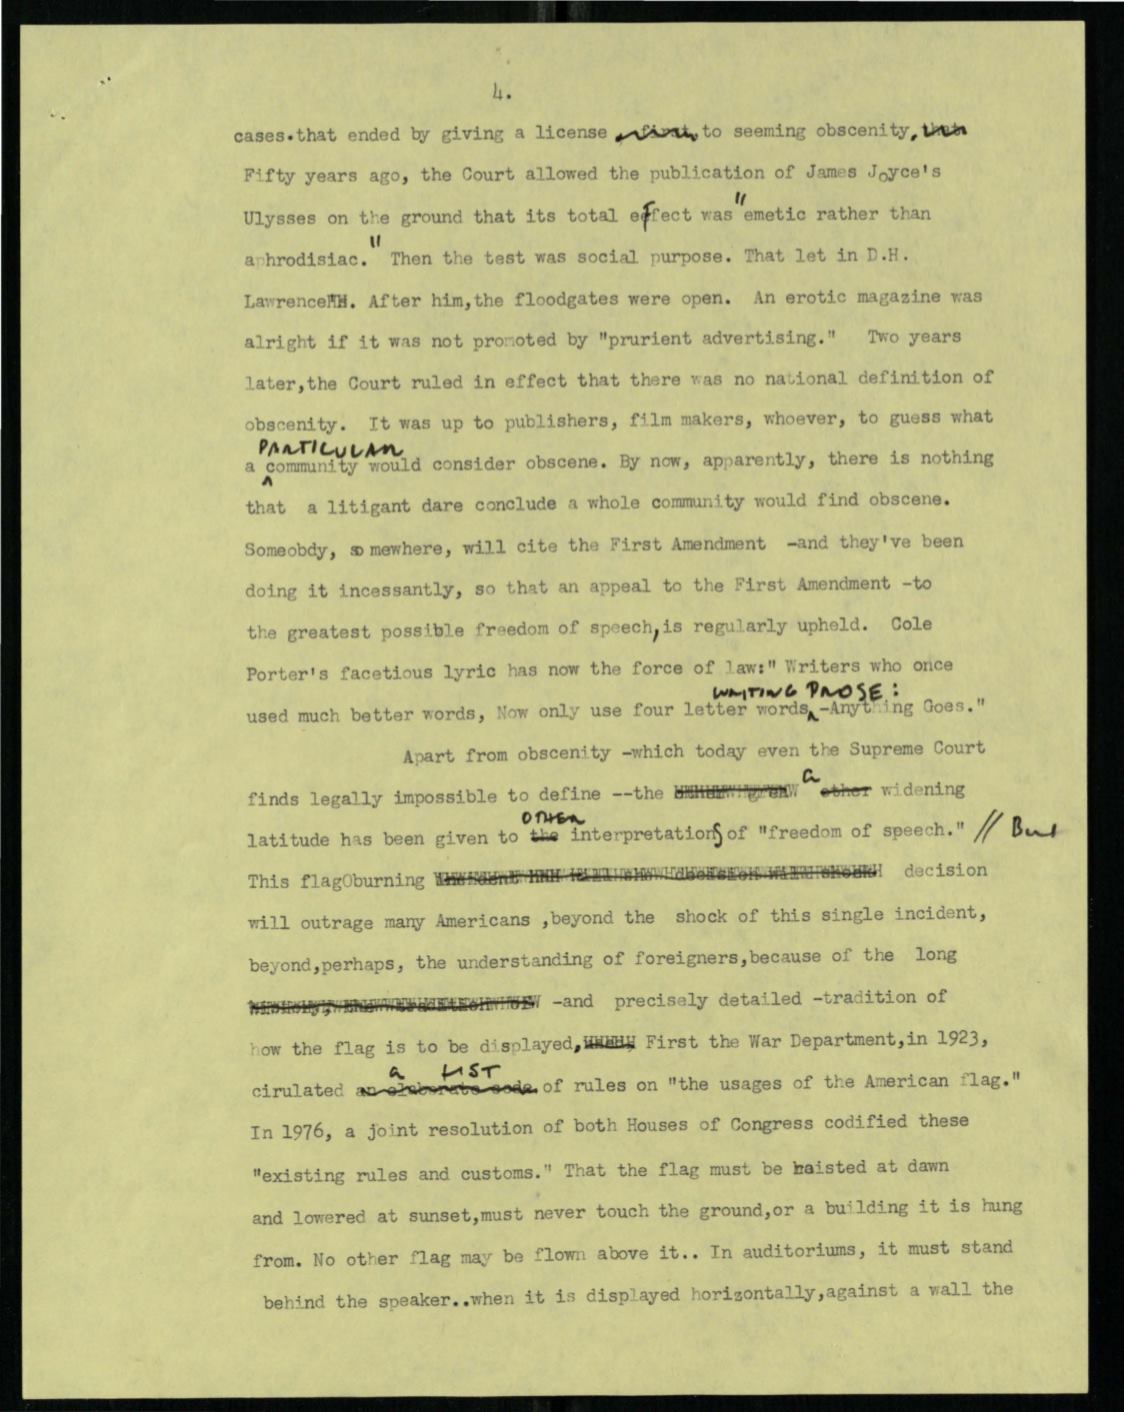 4.
cases.that ended by giving a license first, to seeming obscenity, then
Fifty years ago, the Court allowed the publication of James Joyce's
Ulysses on the ground that its total effect was "emetic rather than
aphrodisiac." Then the test was social purpose. That let in D.H.
Lawrence. After him,the floodgates were open. An erotic magazine was
alright if it was not promoted by "prurient advertising." Two years
later,the Court ruled in effect that there was no national definition of
obscenity. It was up to publishers, film makers, whoever, to guess what
PARTICULAR
a community would consider obscene. By now, apparently, there is nothing
that a litigant dare conclude a whole community would find obscene.
Someobdy, somewhere, will cite the First Amendment -and they've been
doing it incessantly, so that an appeal to the First Amendment -to
the greatest possible freedom of speech,is regularly upheld. Cole
Porter's facetious lyric has now the force of law:" Writers who once
WRITING PROSE:
used much better words, Now only use four letter words -Anything Goes."
Apart from obscenity -which today even the Supreme Court
a
finds legally impossible to define --the other widening
OTHER
latitude has been given to the interpretations of "freedom of speech." // But
This flagOburning decision
will outrage many Americans ,beyond the shock of this single incident,
beyond,perhaps, the understanding of foreigners,because of the long
-and precisely detailed -tradition of
how the flag is to be displayed, First the War Department,in 1923,
a LIST
cirulated an elaborate code of rules on "the usages of the American flag."
In 1976, a joint resolution of both Houses of Congress codified these
"existing rules and customs." That the flag must be hoisted at dawn
and lowered at sunset,must never touch the ground,or a building it is hung
from. No other flag may be flown above it.. In auditoriums, it must stand
behind the speaker..when it is displayed horizontally,against a wall the